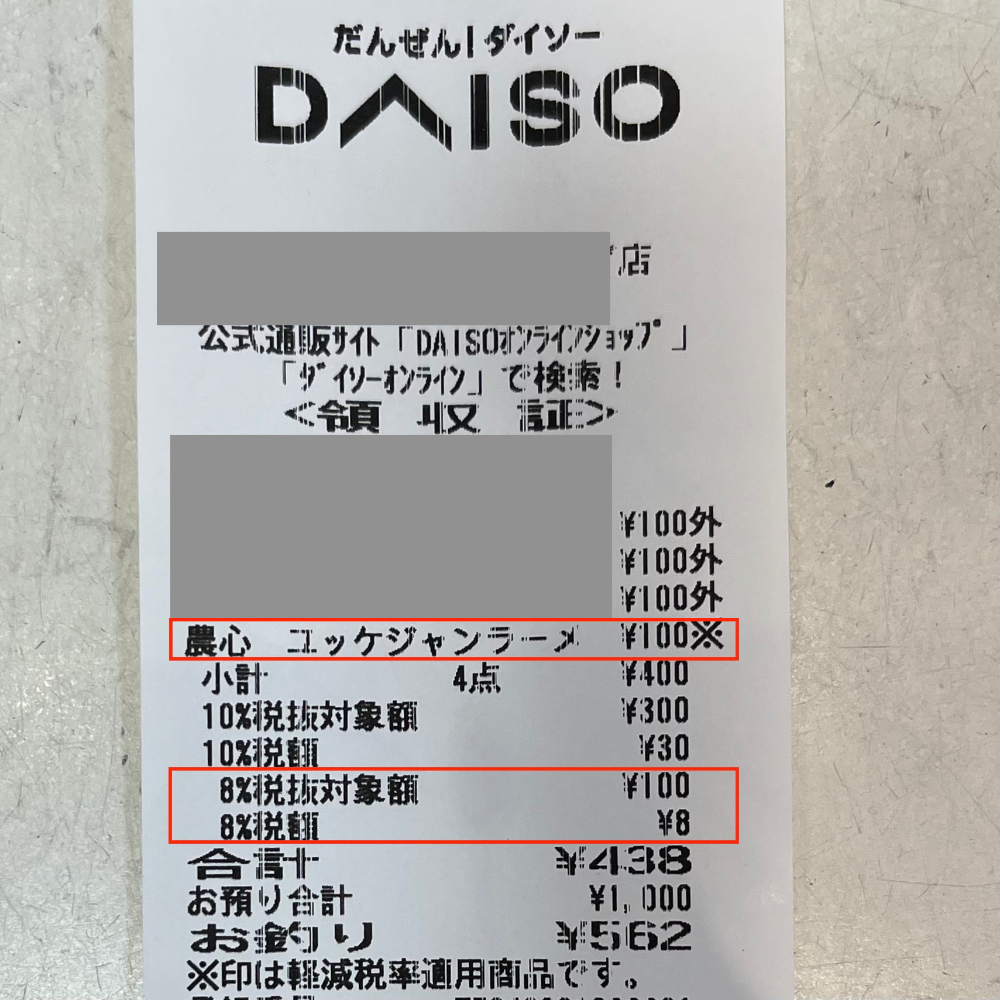 だんぜん!ダイソー
DAISO
店
公式通販サイト「DAISOオンラインショップ」
「ダイソーオンライン」で検索!
<領 収 証>
¥100外
¥100外
¥100外
農心 ユッケジャンラーメ ¥100※
小計 4点 ¥400
10%税抜対象額 ¥300
10%税額 ¥30
8%税抜対象額 ¥100
8%税額 ¥8
合計 ¥438
お預り合計 ¥1,000
お釣り ¥562
※印は軽減税率適用商品です。